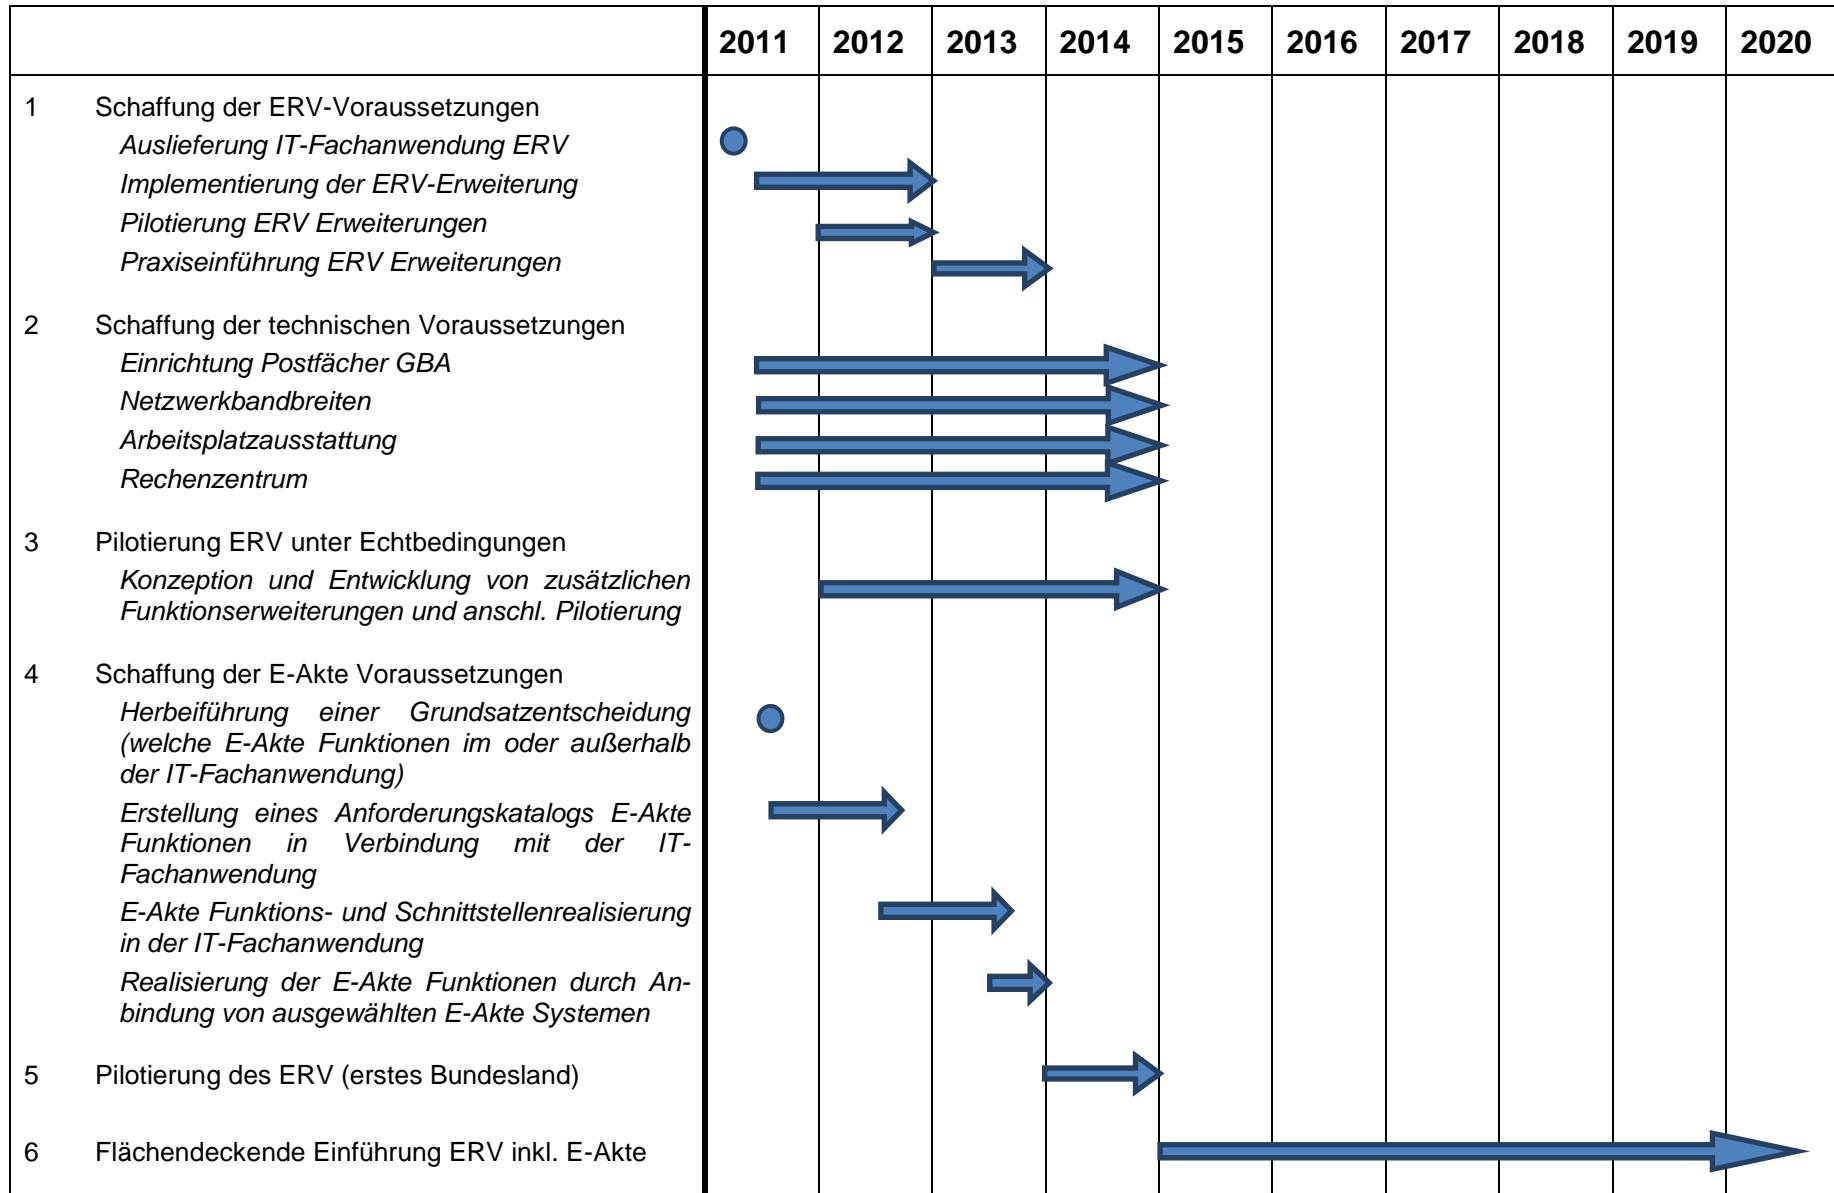 2011 2012 2013 2014 2015 2016 2017 2018 2019 2020
1 Schaffung der ERV-Voraussetzungen
Auslieferung IT-Fachanwendung ERV
Implementierung der ERV-Erweiterung
Pilotierung ERV Erweiterungen
Praxiseinführung ERV Erweiterungen
2 Schaffung der technischen Voraussetzungen
Einrichtung Postfächer GBA
Netzwerkbandbreiten
Arbeitsplatzausstattung
Rechenzentrum
3 Pilotierung ERV unter Echtbedingungen
Konzeption und Entwicklung von zusätzlichen
Funktionserweiterungen und anschl. Pilotierung
4 Schaffung der E-Akte Voraussetzungen
Herbeiführung einer Grundsatzentscheidung
(welche E-Akte Funktionen im oder außerhalb
der IT-Fachanwendung)
Erstellung eines Anforderungskatalogs E-Akte
Funktionen in Verbindung mit der IT-
Fachanwendung
E-Akte Funktions- und Schnittstellenrealisierung
in der IT-Fachanwendung
Realisierung der E-Akte Funktionen durch An-
bindung von ausgewählten E-Akte Systemen
5 Pilotierung des ERV (erstes Bundesland)
6 Flächendeckende Einführung ERV inkl. E-Akte